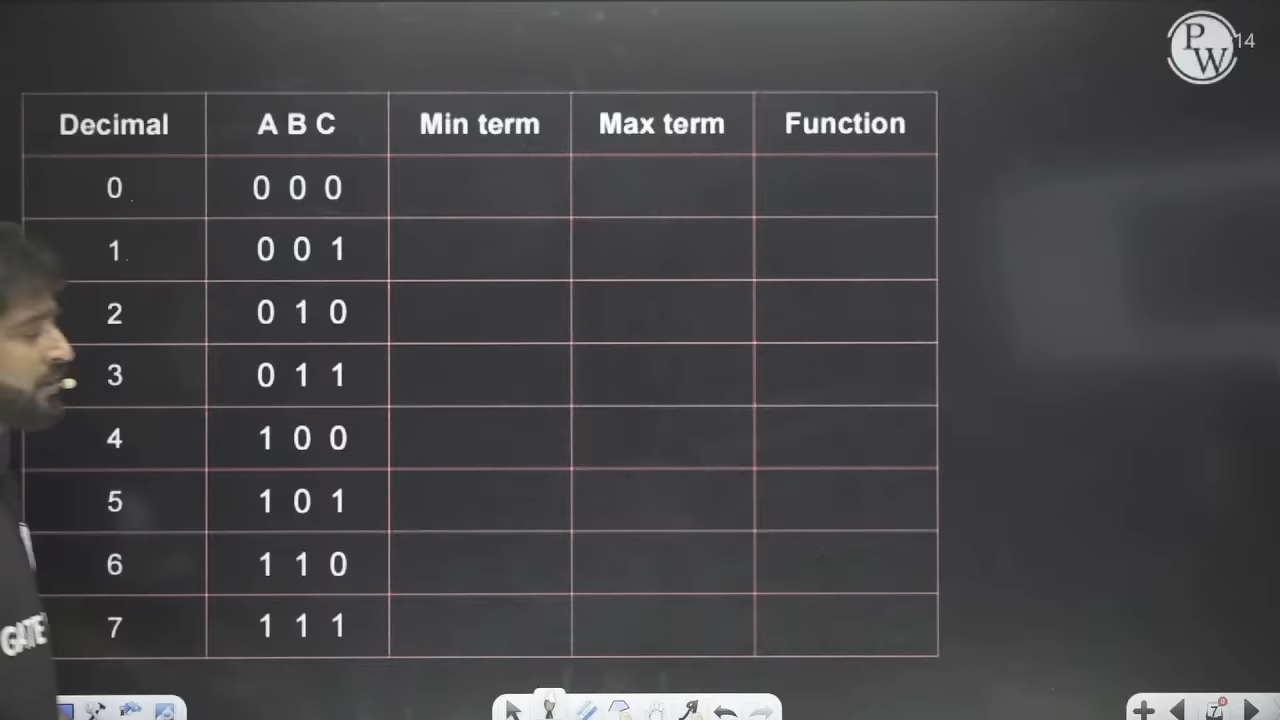 PW 14
Decimal A B C Min term Max term Function
0 0 0 0
1 0 0 1
2 0 1 0
3 0 1 1
4 1 0 0
5 1 0 1
6 1 1 0
7 1 1 1
GATE
7